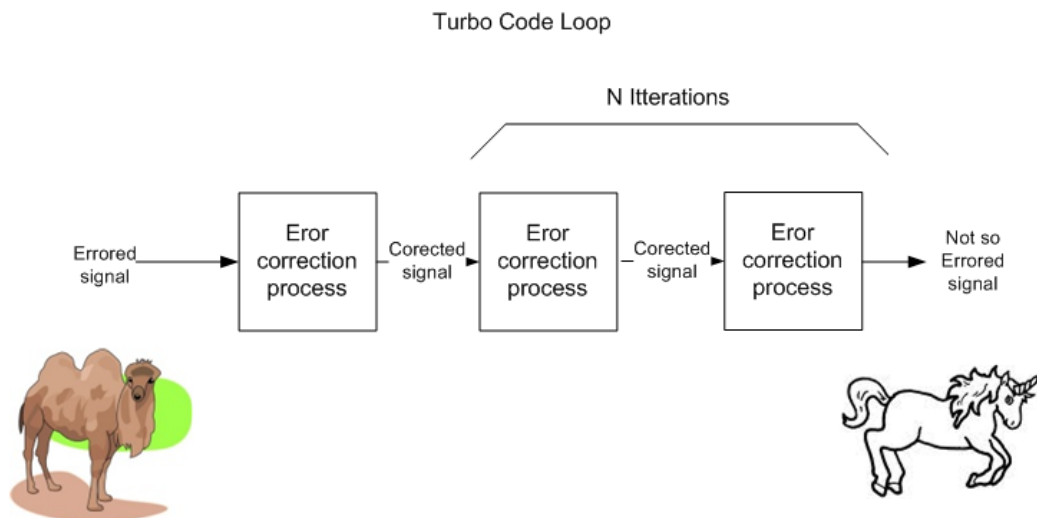 Turbo Code Loop
N Itterations
Errored
signal
Eror
correction
process
Corected
signal
Eror
correction
process
Corected
signal
Eror
correction
process
Not so
Errored
signal